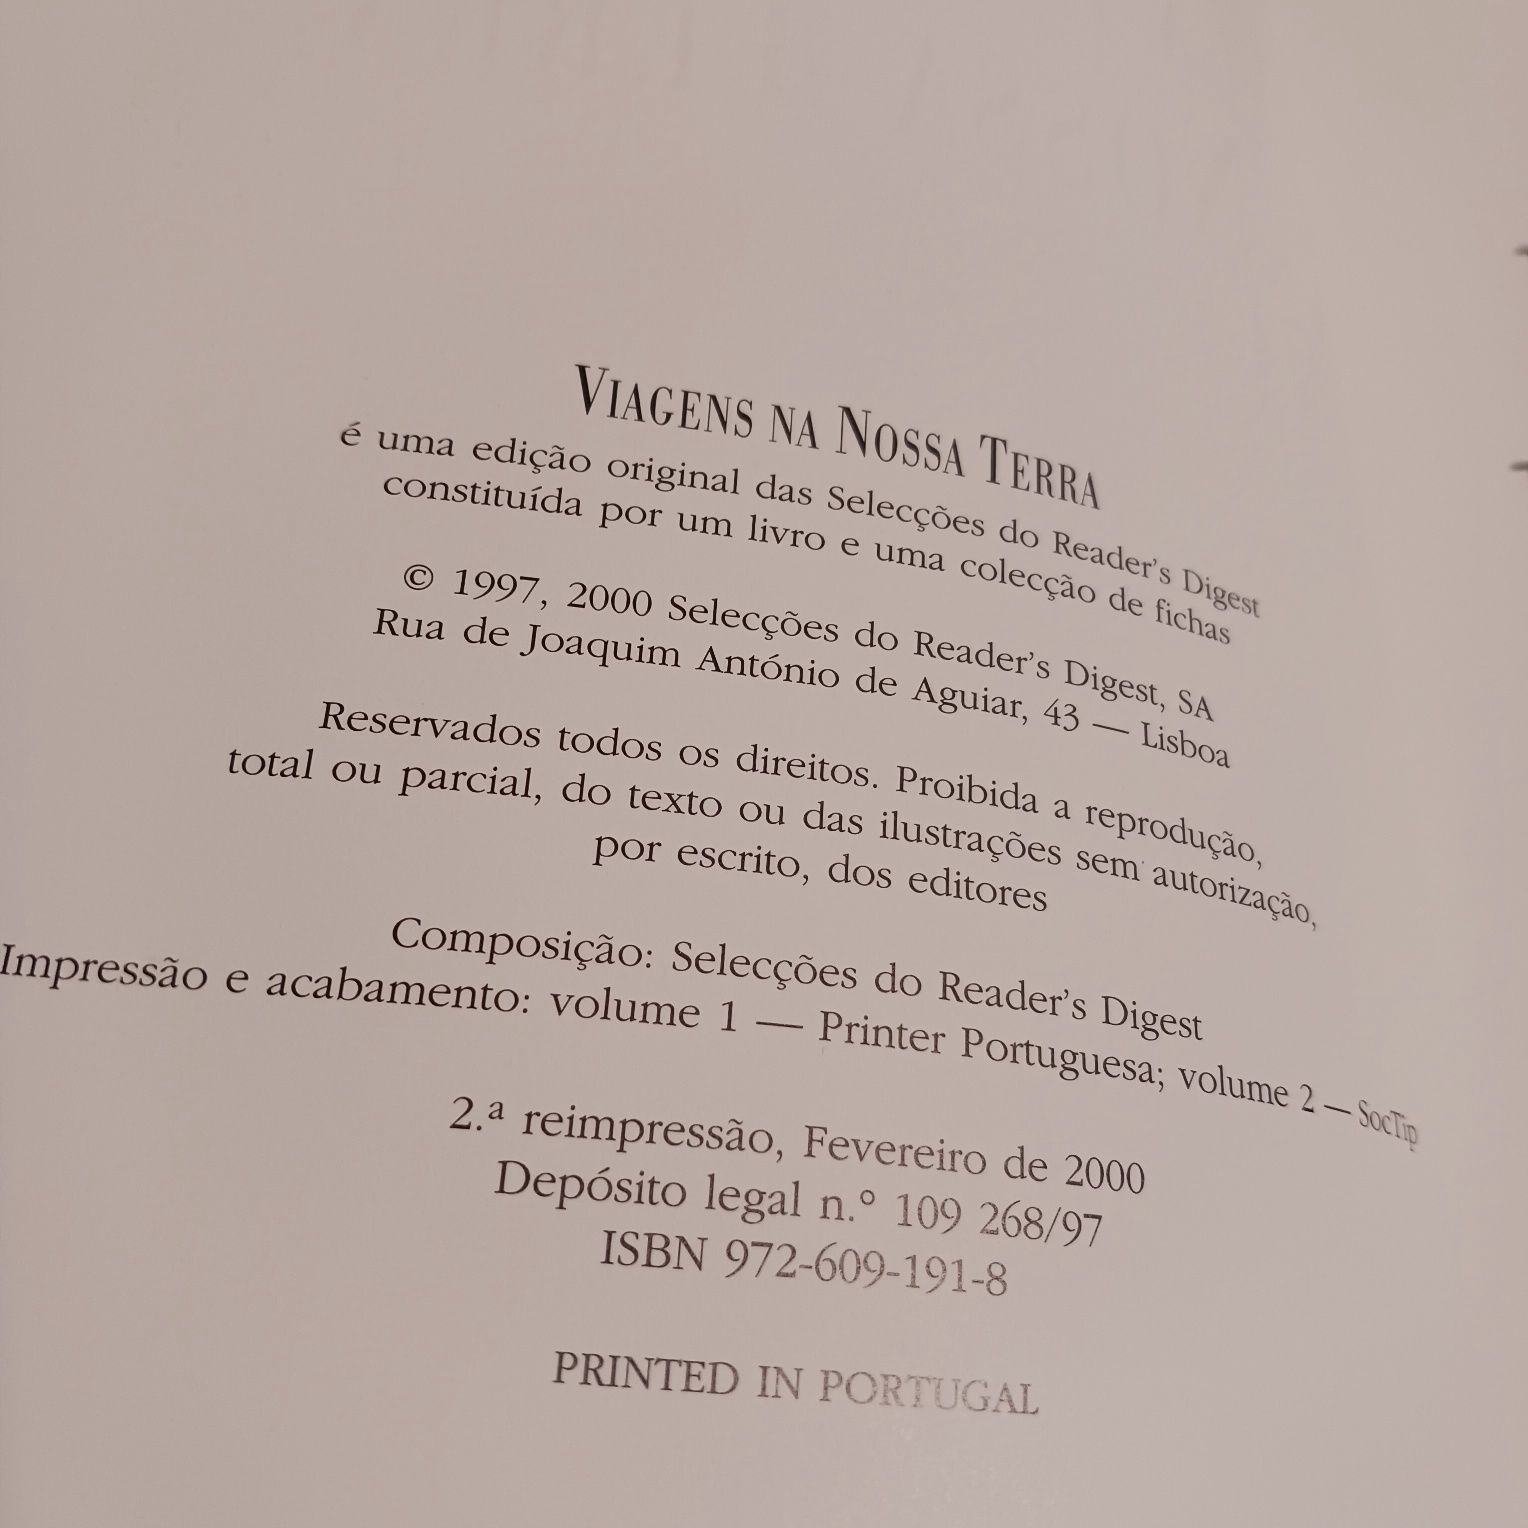 VIAGENS NA NOSSA TERRA
é uma edição original das Selecções do Reader's Digest
constituída por um livro e uma colecção de fichas
© 1997, 2000 Selecções do Reader's Digest, SA
Rua de Joaquim António de Aguiar, 43 — Lisboa
Reservados todos os direitos. Proibida a reprodução,
total ou parcial, do texto ou das ilustrações sem autorização,
por escrito, dos editores
Composição: Selecções do Reader's Digest
Impressão e acabamento: volume 1 — Printer Portuguesa; volume 2 — SocTip
2.ª reimpressão, Fevereiro de 2000
Depósito legal n.º 109 268/97
ISBN 972-609-191-8
PRINTED IN PORTUGAL